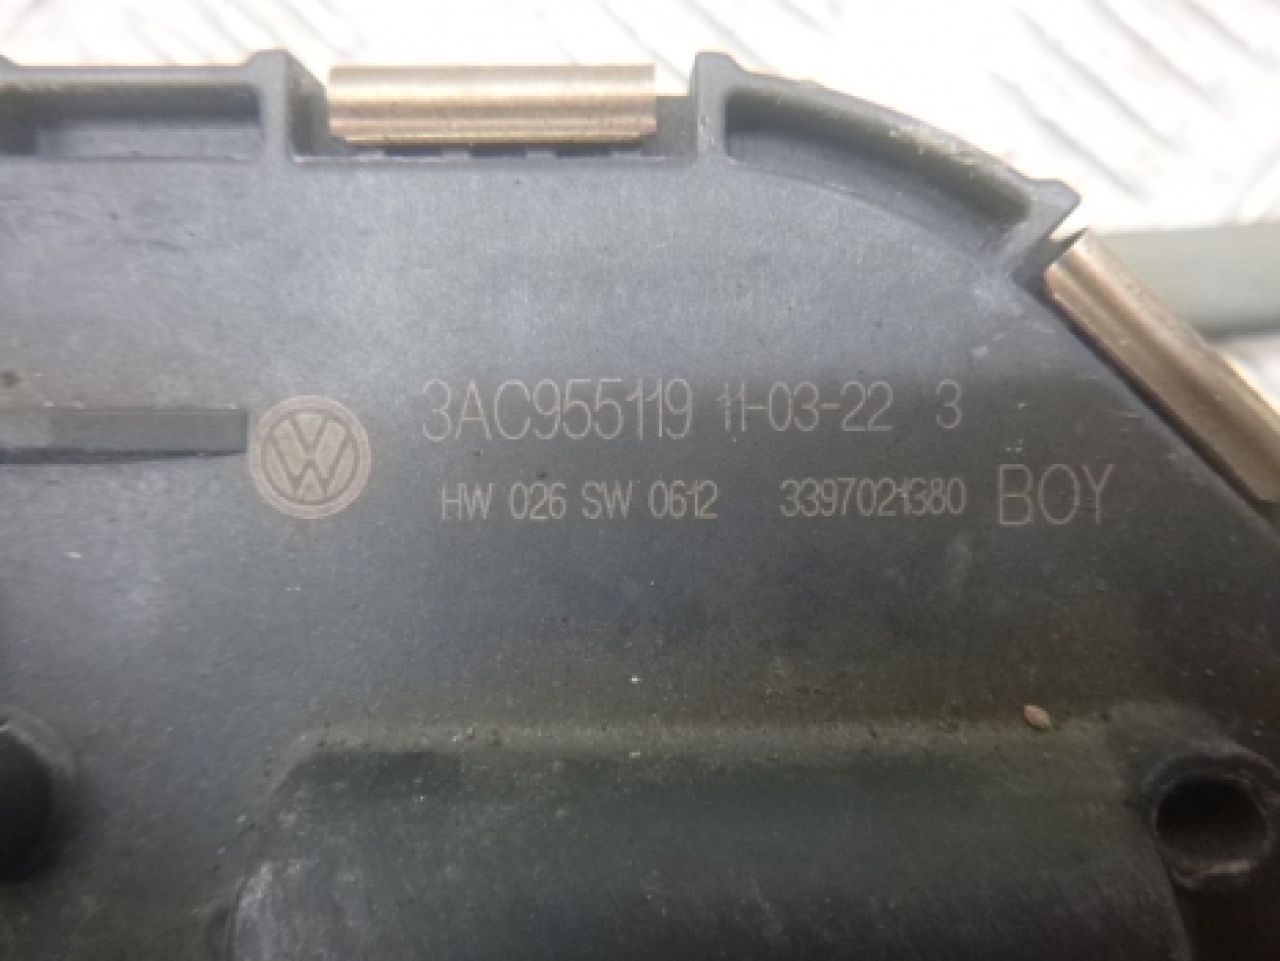 3AC955119 11-03-22 3
HW 026 SW 0612 3397021380 BOY